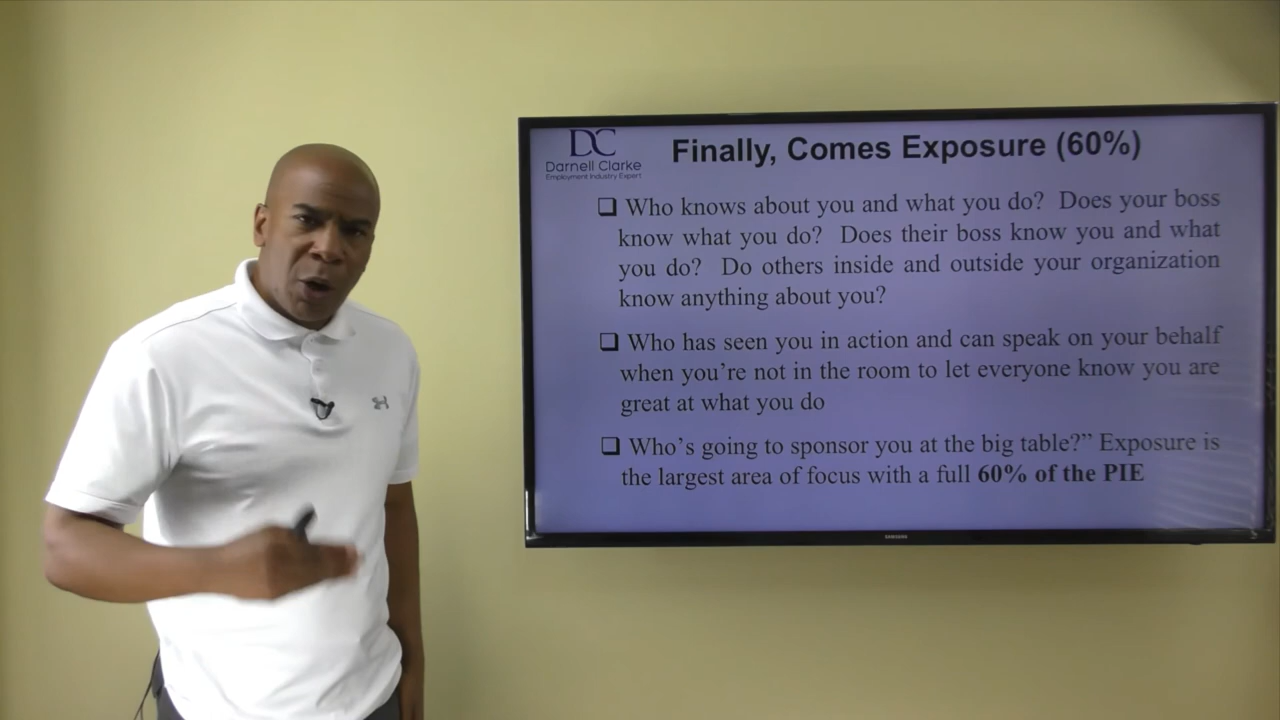 DC
Darnell Clarke
Employment Industry Expert
Finally, Comes Exposure (60%)
Who knows about you and what you do? Does your boss
know what you do? Does their boss know you and what
you do? Do others inside and outside your organization
know anything about you?
Who has seen you in action and can speak on your behalf
when you’re not in the room to let everyone know you are
great at what you do
Who’s going to sponsor you at the big table?” Exposure is
the largest area of focus with a full 60% of the PIE
SAMSUNG